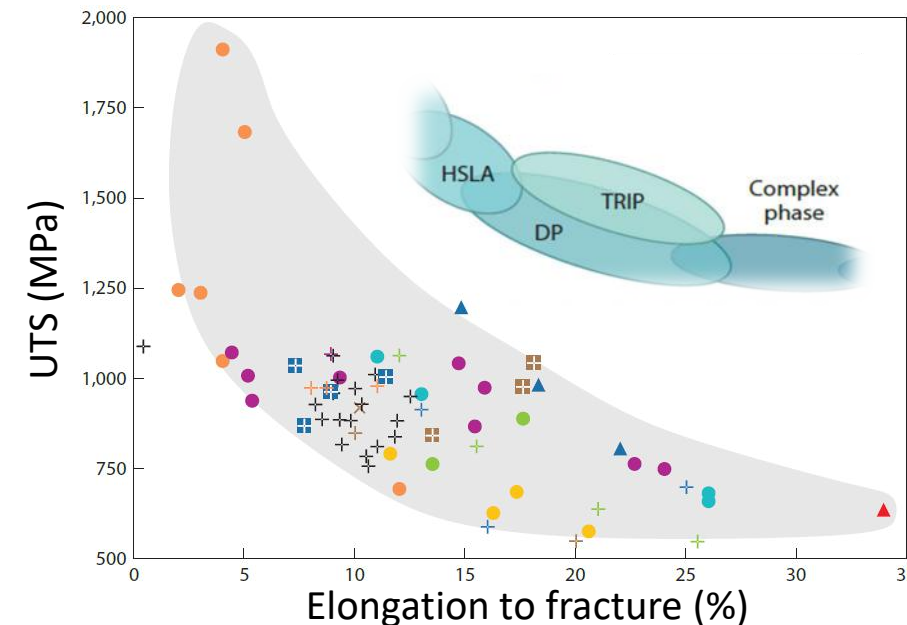 2,000
1,750
1,500
1,250
1,000
750
500
UTS (MPa)
HSLA
TRIP
DP
Complex
phase
0 5 10 15 20 25 30 3
Elongation to fracture (%)